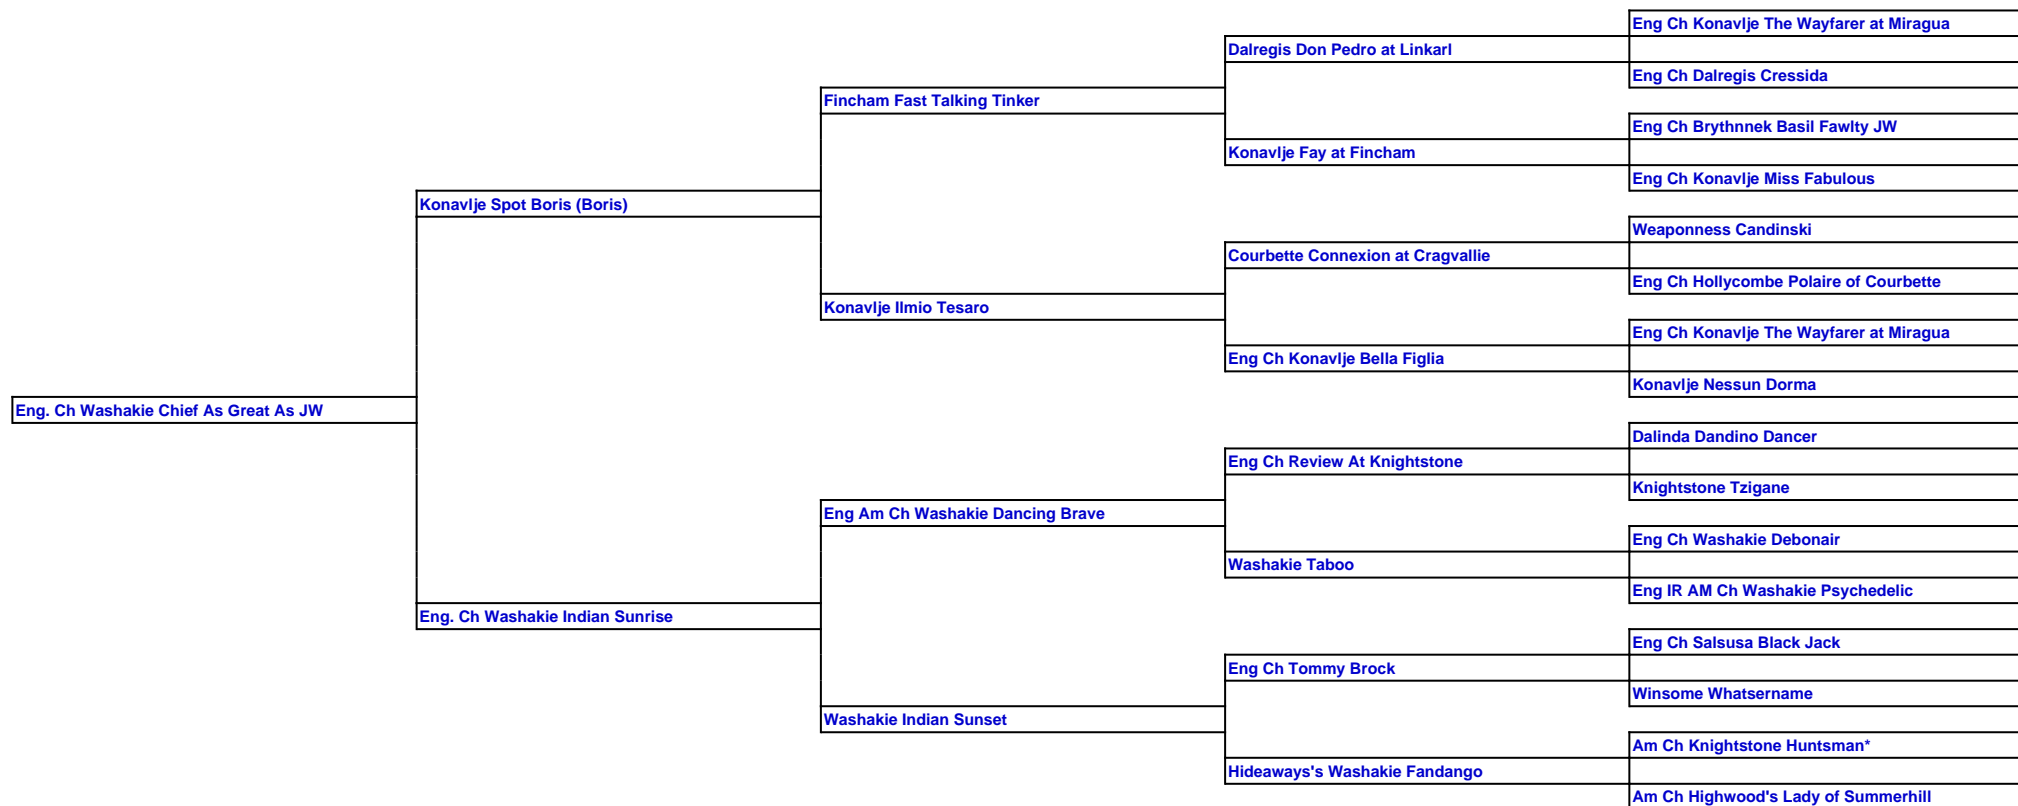 Eng Ch Konavlje The Wayfarer at Miragua
Dalregis Don Pedro at Linkarl
Eng Ch Dalregis Cressida
Fincham Fast Talking Tinker
Eng Ch Brythnnek Basil Fawlty JW
Konavlje Fay at Fincham
Eng Ch Konavlje Miss Fabulous
Konavlje Spot Boris (Boris)
Weaponness Candinski
Courbette Connexion at Cragvallie
Eng Ch Hollycombe Polaire of Courbette
Konavlje Ilmio Tesaro
Eng Ch Konavlje The Wayfarer at Miragua
Eng Ch Konavlje Bella Figlia
Konavlje Nessun Dorma
Eng. Ch Washakie Chief As Great As JW
Dalinda Dandino Dancer
Eng Ch Review At Knightstone
Knightstone Tzigane
Eng Am Ch Washakie Dancing Brave
Eng Ch Washakie Debonair
Washakie Taboo
Eng IR AM Ch Washakie Psychedelic
Eng. Ch Washakie Indian Sunrise
Eng Ch Salsusa Black Jack
Eng Ch Tommy Brock
Winsome Whatsername
Washakie Indian Sunset
Am Ch Knightstone Huntsman*
Hideaways's Washakie Fandango
Am Ch Highwood's Lady of Summerhill